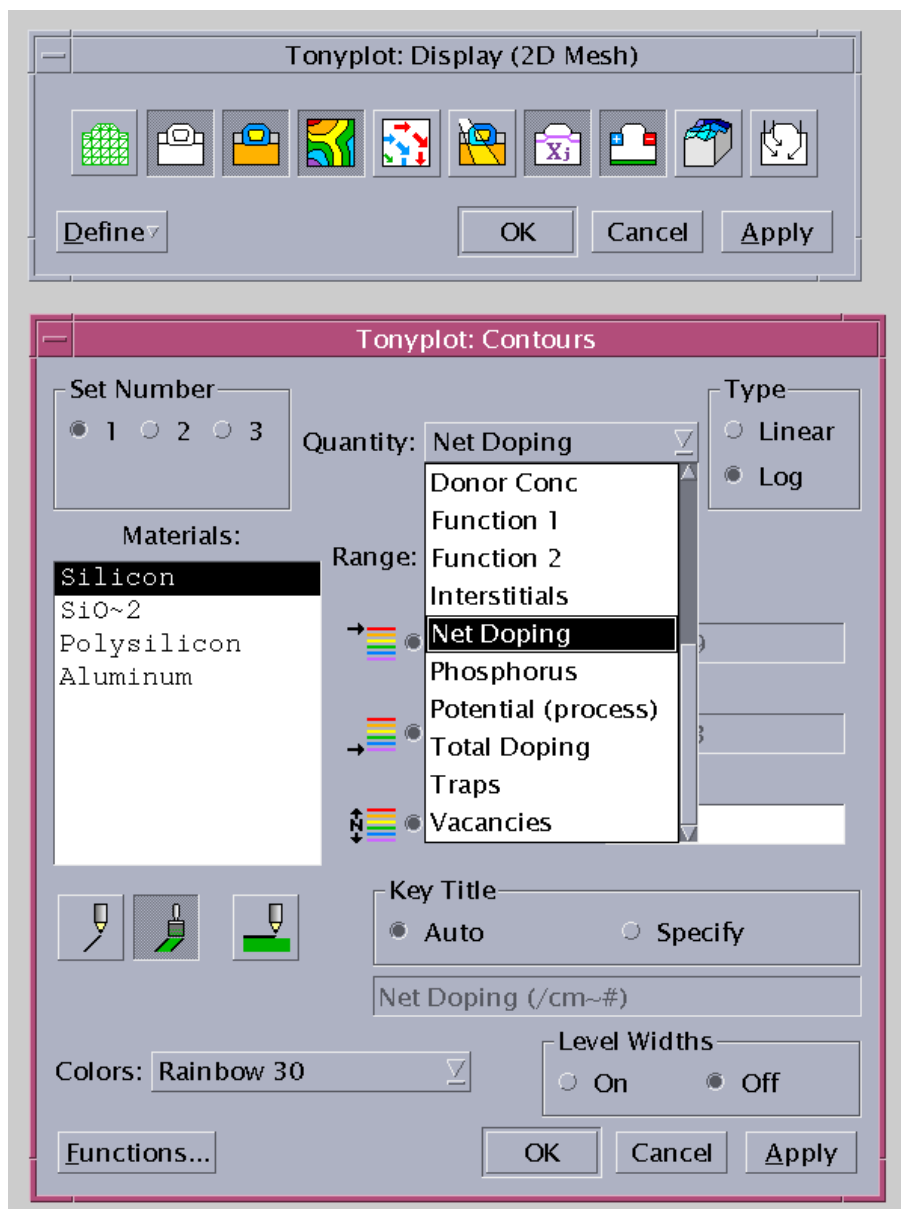 Tonyplot: Display (2D Mesh)
Xj
Define
OK
Cancel
Apply
Tonyplot: Contours
Set Number
1
2
3
Quantity:
Net Doping
Type
Linear
Log
Donor Conc
Function 1
Function 2
Interstitials
Net Doping
Phosphorus
Potential (process)
Total Doping
Traps
Vacancies
Materials:
Silicon
SiO~2
Polysilicon
Aluminum
Range:
N
Key Title
Auto
Specify
Net Doping (/cm~#)
Colors:
Rainbow 30
Level Widths
On
Off
Functions...
OK
Cancel
Apply